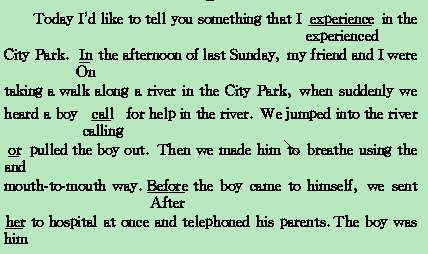 Today I'd like to tell you something that I experience in the
experienced
City Park. In the afternoon of last Sunday, my friend and I were
On
taking a walk along a river in the City Park, when suddenly we
heard a boy call for help in the river. We jumped into the river
calling
or pulled the boy out. Then we made him \to breathe using the
and
mouth-to-mouth way. Before the boy came to himself, we sent
After
her to hospital at once and telephoned his parents. The boy was
him